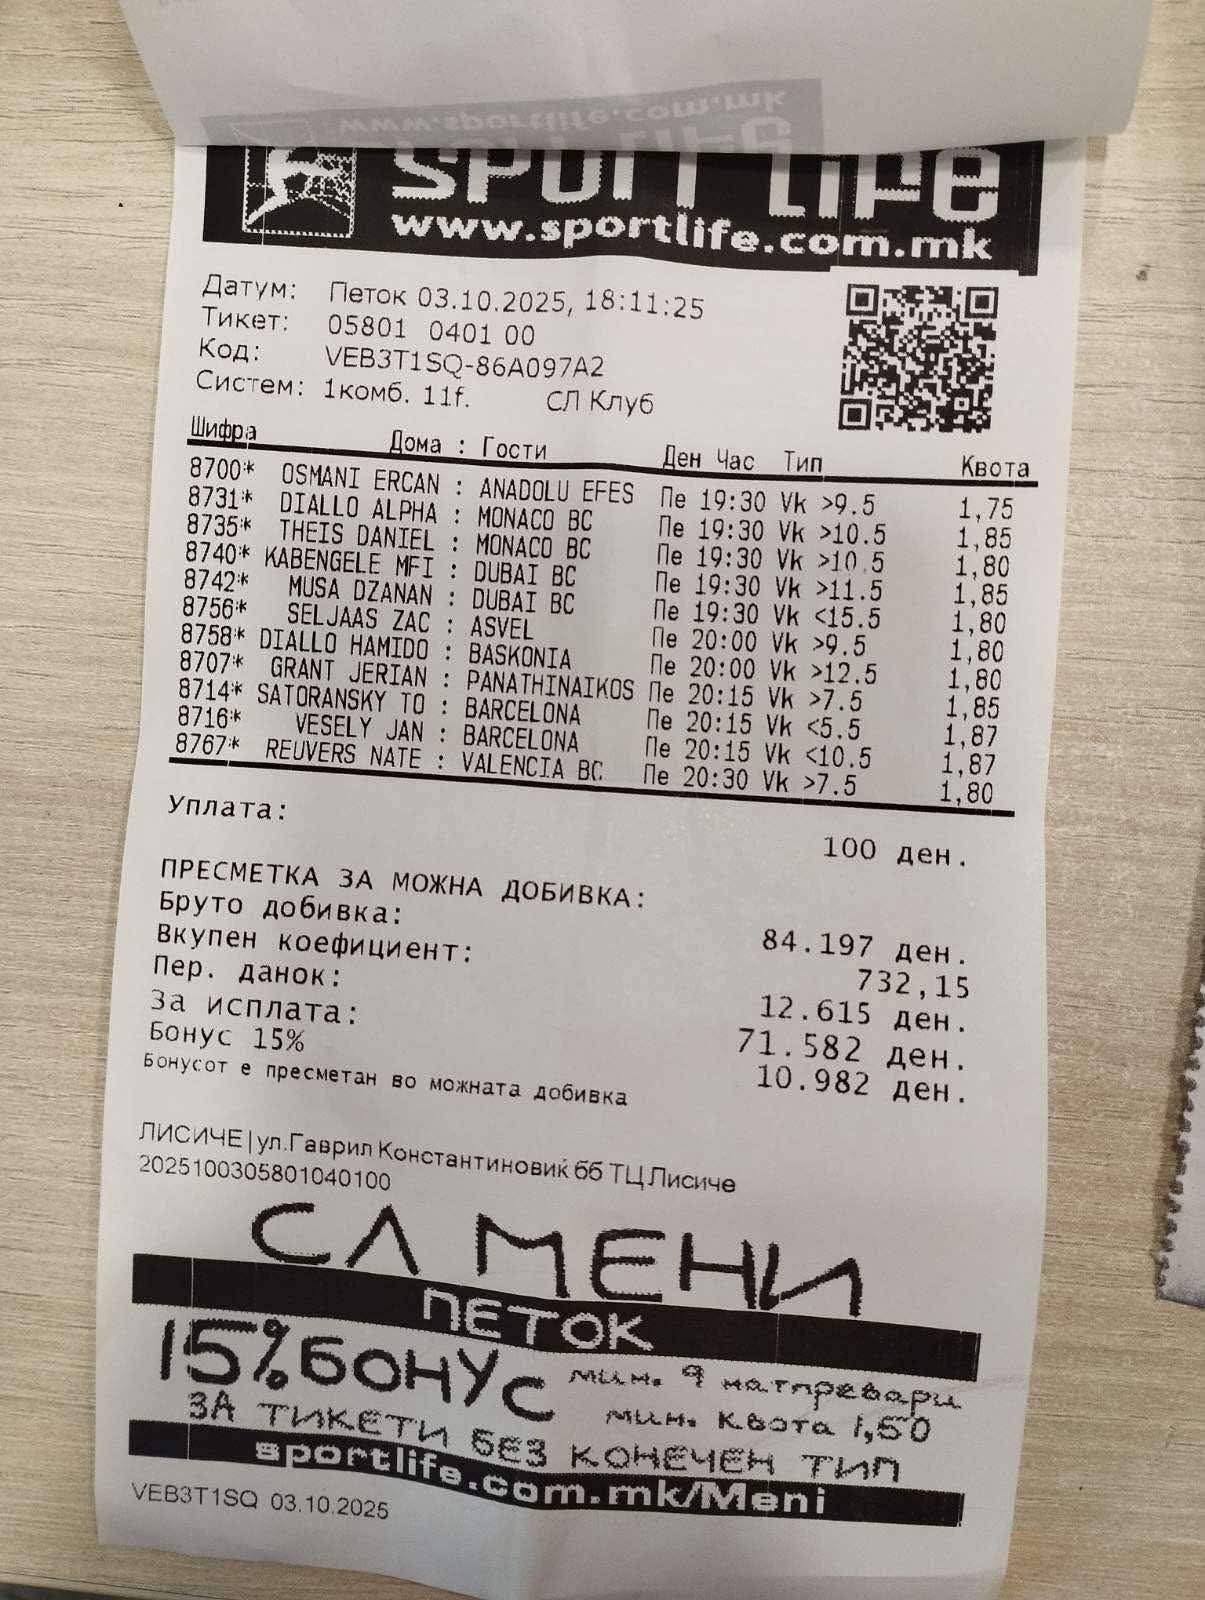 SPORT LIFE
www.sportlife.com.mk
Датум: Петок 03.10.2025, 18:11:25
Тикет: 05801 0401 00
Код: VEB3T1SQ-86A097A2
Систем: 1комб. 11f. СЛ Клуб
Шифра Дома : Гости Ден Час Тип Квота
8700* OSMANI ERCAN : ANADOLU EFES Пе 19:30 Vk >9.5 1,75
8731* DIALLO ALPHA : MONACO BC Пе 19:30 Vk >10.5 1,85
8735* THEIS DANIEL : MONACO BC Пе 19:30 Vk >10.5 1,80
8740* KABENGELE MFI : DUBAI BC Пе 19:30 Vk >11.5 1,85
8742* MUSA DZANAN : DUBAI BC Пе 19:30 Vk <15.5 1,80
8756* SELJAAS ZAC : ASVEL Пе 20:00 Vk >9.5 1,80
8758* DIALLO HAMIDO : BASKONIA Пе 20:00 Vk >12.5 1,80
8707* GRANT JERIAN : PANATHINAIKOS Пе 20:15 Vk >7.5 1,85
8714* SATORANSKY TO : BARCELONA Пе 20:15 Vk <5.5 1,87
8716* VESELY JAN : BARCELONA Пе 20:15 Vk <10.5 1,87
8767* REUVERS NATE : VALENCIA BC Пе 20:30 Vk >7.5 1,80
Уплата: 100 ден.
ПРЕСМЕТКА ЗА МОЖНА ДОБИВКА:
Бруто добивка: 84.197 ден.
Вкупен коефициент: 732,15
Пер. данок: 12.615 ден.
За исплата: 71.582 ден.
Бонус 15% 10.982 ден.
Бонусот е пресметан во можната добивка
ЛИСИЧЕ|ул.Гаврил Константиновиќ бб ТЦ Лисиче
2025100305801040100
СЛ МЕНИ
ПЕТОК
15% БОНУС мин. 9 натпревари
мин. квота 1,50
ЗА ТИКЕТИ БЕЗ КОНЕЧЕН ТИП
sportlife.com.mk/Meni
VEB3T1SQ 03.10.2025